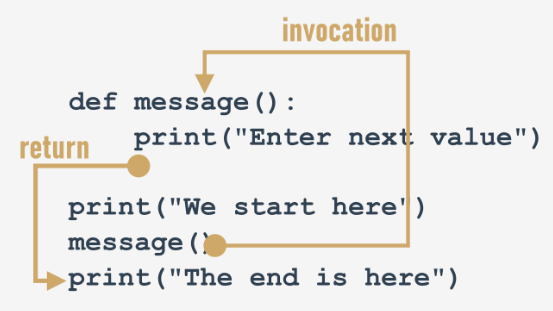 invocation
def message():
    print("Enter next value")
return
print("We start here")
message()
print("The end is here")